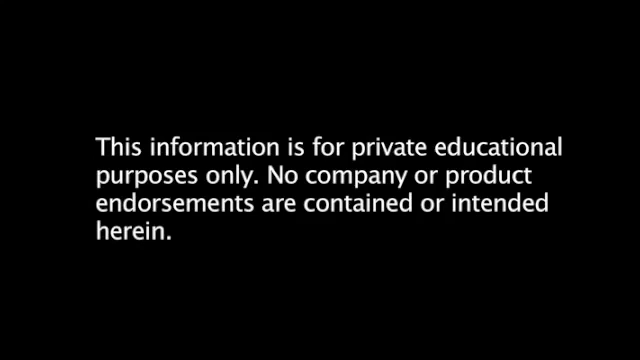 This information is for private educational
purposes only. No company or product
endorsements are contained or intended
herein.